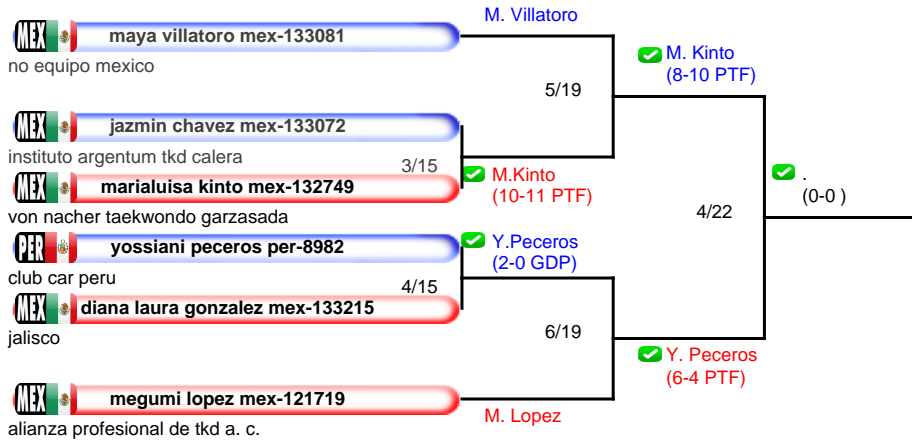 M. Villatoro
MEX maya villatoro mex-133081
no equipo mexico
M. Kinto
(8-10 PTF)
5/19
MEX jazmin chavez mex-133072
instituto argentum tkd calera
3/15
M.Kinto
(10-11 PTF)
MEX marialuisa kinto mex-132749
von nacher taekwondo garzasada
.
(0-0 )
4/22
PER yossiani peceros per-8982
club car peru
Y.Peceros
(2-0 GDP)
4/15
MEX diana laura gonzalez mex-133215
jalisco
6/19
Y. Peceros
(6-4 PTF)
MEX megumi lopez mex-121719
alianza profesional de tkd a. c.
M. Lopez